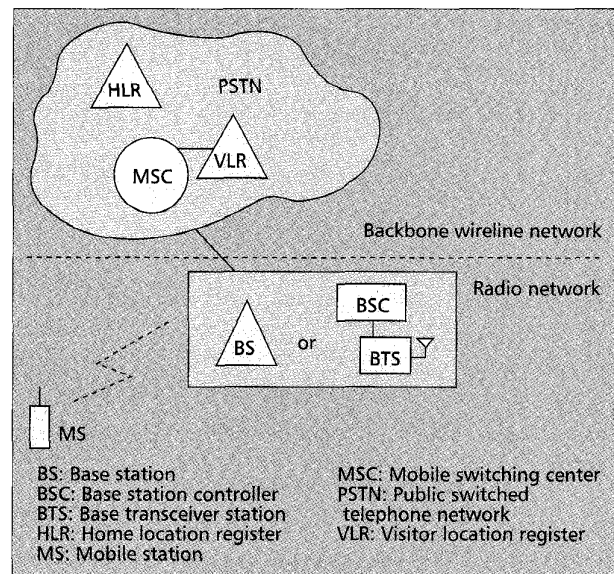 HLR
PSTN
MSC
VLR
Backbone wireline network
Radio network
BSC
BS
or
BTS
MS
BS: Base station
BSC: Base station controller
BTS: Base transceiver station
HLR: Home location register
MS: Mobile station
MSC: Mobile switching center
PSTN: Public switched
telephone network
VLR: Visitor location register